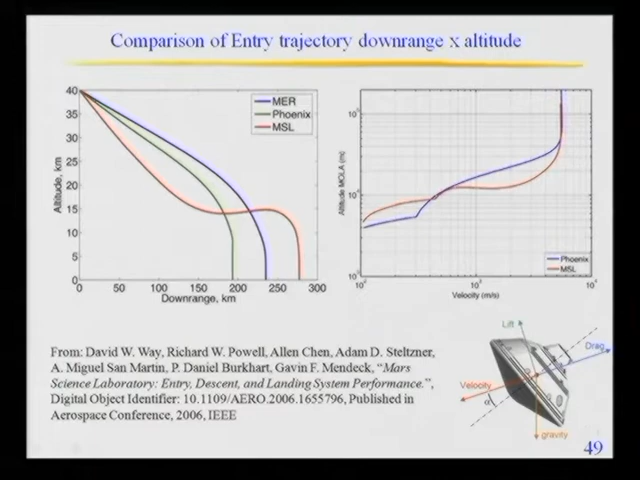 Comparison of Entry trajectory downrange x altitude
40
35
30
25
20
15
10
5
0
Altitude, km
0 50 100 150 200 250 300
Downrange, km
MER
Phoenix
MSL
Altitude MOLA (m)
Velocity (m/s)
Phoenix
MSL
From: David W. Way, Richard W. Powell, Allen Chen, Adam D. Steltzner,
A. Miguel San Martin, P. Daniel Burkhart, Gavin F. Mendeck, “Mars
Science Laboratory: Entry, Descent, and Landing System Performance.”,
Digital Object Identifier: 10.1109/AERO.2006.1655796, Published in
Aerospace Conference, 2006, IEEE
Lift
Drag
Velocity
α
gravity
49